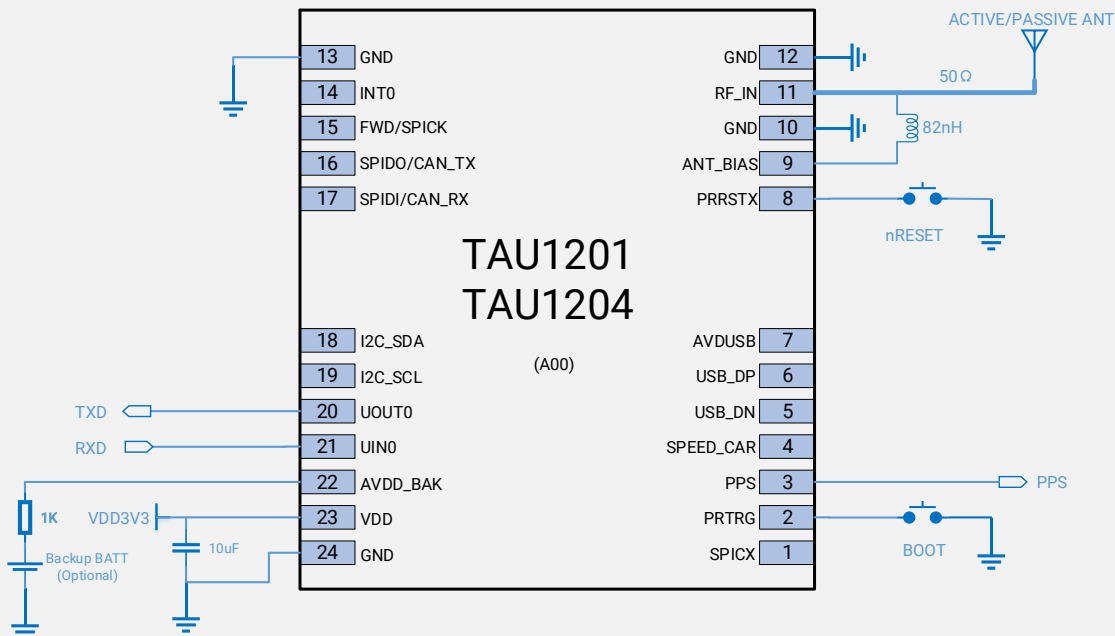 ACTIVE/PASSIVE ANT
13 GND
GND 12
14 INT0
50Ω
RF_IN 11
15 FWD/SPICK
GND 10
82nH
16 SPIDO/CAN_TX
ANT_BIAS 9
17 SPIDI/CAN_RX
PRRSTX 8
nRESET
TAU1201
TAU1204
(A00)
18 I2C_SDA
AVDUSB 7
19 I2C_SCL
USB_DP 6
TXD
20 UOUT0
USB_DN 5
RXD
21 UIN0
SPEED_CAR 4
22 AVDD_BAK
PPS 3
PPS
1K
VDD3V3
23 VDD
PRTRG 2
BOOT
10uF
24 GND
SPICX 1
Backup BATT
(Optional)